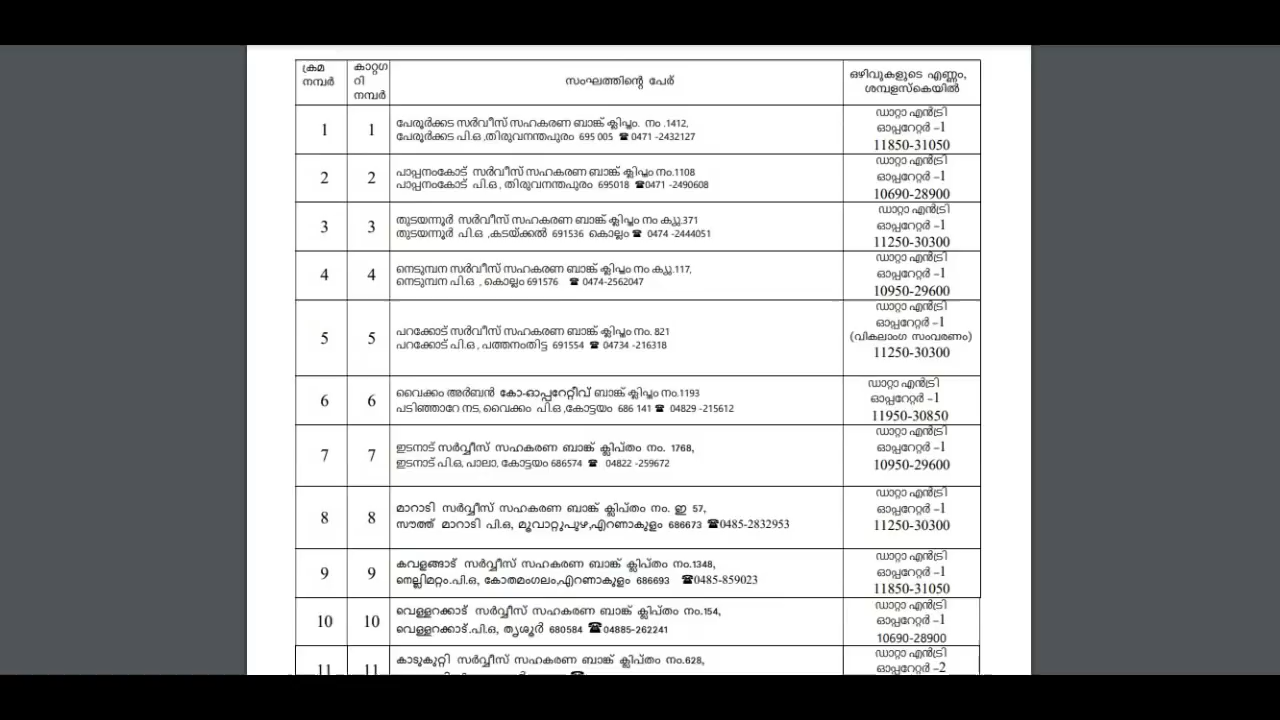 ക്രമ
നമ്പർ
കാറ്റഗ
റി
നമ്പർ
സംഘത്തിന്റെ പേര്
ഒഴിവുകളുടെ എണ്ണം,
ശമ്പളസ്കെയിൽ
1 1
പേരൂർക്കട സർവീസ് സഹകരണ ബാങ്ക് ക്ലിപ്തം. നം .1412,
പേരൂർക്കട പി.ഒ ,തിരുവനന്തപുരം 695 005 ☎ 0471 -2432127
ഡാറ്റാ എൻട്രി
ഓപ്പറേറ്റർ –1
11850-31050
2 2
പാപ്പനംകോട് സർവീസ് സഹകരണ ബാങ്ക് ക്ലിപ്തം നം.1108
പാപ്പനംകോട് പി.ഒ , തിരുവനന്തപുരം 695018 ☎0471 -2490608
ഡാറ്റാ എൻട്രി
ഓപ്പറേറ്റർ –1
10690-28900
3 3
തുടയന്നൂർ സർവീസ് സഹകരണ ബാങ്ക് ക്ലിപ്തം നം ക്യു.371
തുടയന്നൂർ പി.ഒ ,കടയ്ക്കൽ 691536 കൊല്ലം ☎ 0474 -2444051
ഡാറ്റാ എൻട്രി
ഓപ്പറേറ്റർ –1
11250-30300
4 4
നെടുമ്പന സർവീസ് സഹകരണ ബാങ്ക് ക്ലിപ്തം നം ക്യു.117,
നെടുമ്പന പി.ഒ , കൊല്ലം 691576 ☎ 0474-2562047
ഡാറ്റാ എൻട്രി
ഓപ്പറേറ്റർ –1
10950-29600
5 5
പറക്കോട് സർവീസ് സഹകരണ ബാങ്ക് ക്ലിപ്തം നം. 821
പറക്കോട് പി.ഒ , പത്തനംതിട്ട 691554 ☎ 04734 -216318
ഡാറ്റാ എൻട്രി
ഓപ്പറേറ്റർ –1
(വികലാംഗ സംവരണം)
11250-30300
6 6
വൈക്കം അർബൻ കോ-ഓപ്പറേറ്റീവ് ബാങ്ക് ക്ലിപ്തം നം.1193
പടിഞ്ഞാറേ നട, വൈക്കം പി.ഒ ,കോട്ടയം 686 141 ☎ 04829 -215612
ഡാറ്റാ എൻട്രി
ഓപ്പറേറ്റർ –1
11950-30850
7 7
ഇടനാട് സർവ്വീസ് സഹകരണ ബാങ്ക് ക്ലിപ്തം നം. 1768,
ഇടനാട് പി.ഒ, പാലാ, കോട്ടയം 686574 ☎ 04822 -259672
ഡാറ്റാ എൻട്രി
ഓപ്പറേറ്റർ –1
10950-29600
8 8
മാറാടി സർവ്വീസ് സഹകരണ ബാങ്ക് ക്ലിപ്തം നം. ഇ 57,
സൗത്ത് മാറാടി പി.ഒ, മൂവാറ്റുപുഴ,എറണാകുളം 686673 ☎0485-2832953
ഡാറ്റാ എൻട്രി
ഓപ്പറേറ്റർ –1
11250-30300
9 9
കവളങ്ങാട് സർവ്വീസ് സഹകരണ ബാങ്ക് ക്ലിപ്തം നം.1348,
നെല്ലിമറ്റം.പി.ഒ, കോതമംഗലം,എറണാകുളം 686693 ☎0485-859023
ഡാറ്റാ എൻട്രി
ഓപ്പറേറ്റർ –1
11850-31050
10 10
വെള്ളറക്കാട് സർവ്വീസ് സഹകരണ ബാങ്ക് ക്ലിപ്തം നം.154,
വെള്ളറക്കാട്.പി.ഒ, തൃശൂർ 680584 ☎04885-262241
ഡാറ്റാ എൻട്രി
ഓപ്പറേറ്റർ –1
10690-28900
11 11
കാടുകുറ്റി സർവ്വീസ് സഹകരണ ബാങ്ക് ക്ലിപ്തം നം.628,
ഡാറ്റാ എൻട്രി
ഓപ്പറേറ്റർ –2